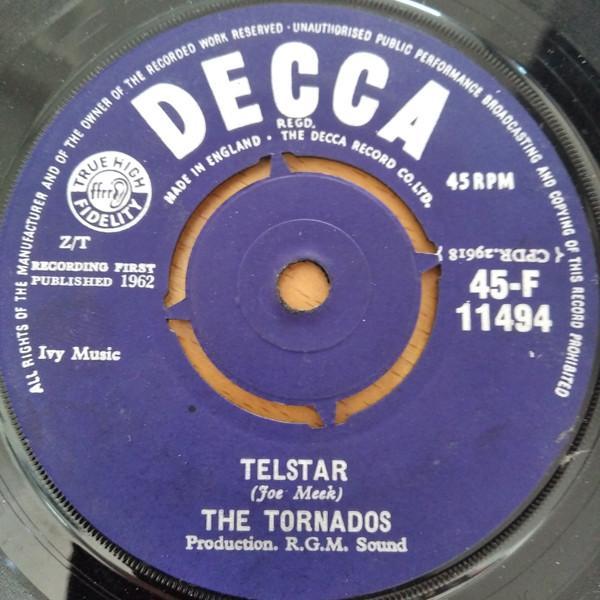 ALL RIGHTS OF THE MANUFACTURER AND OF THE OWNER OF THE RECORDED WORK RESERVED · UNAUTHORISED PUBLIC PERFORMANCE BROADCASTING AND COPYING OF THIS RECORD PROHIBITED
DECCA
REGD.
MADE IN ENGLAND · THE DECCA RECORD CO. LTD.
TRUE HIGH
ffrr
FIDELITY
45 RPM
Z/T
RECORDING FIRST
PUBLISHED 1962
CPDR.29618
45-F
11494
Ivy Music
TELSTAR
(Joe Meek)
THE TORNADOS
Production. R.G.M. Sound